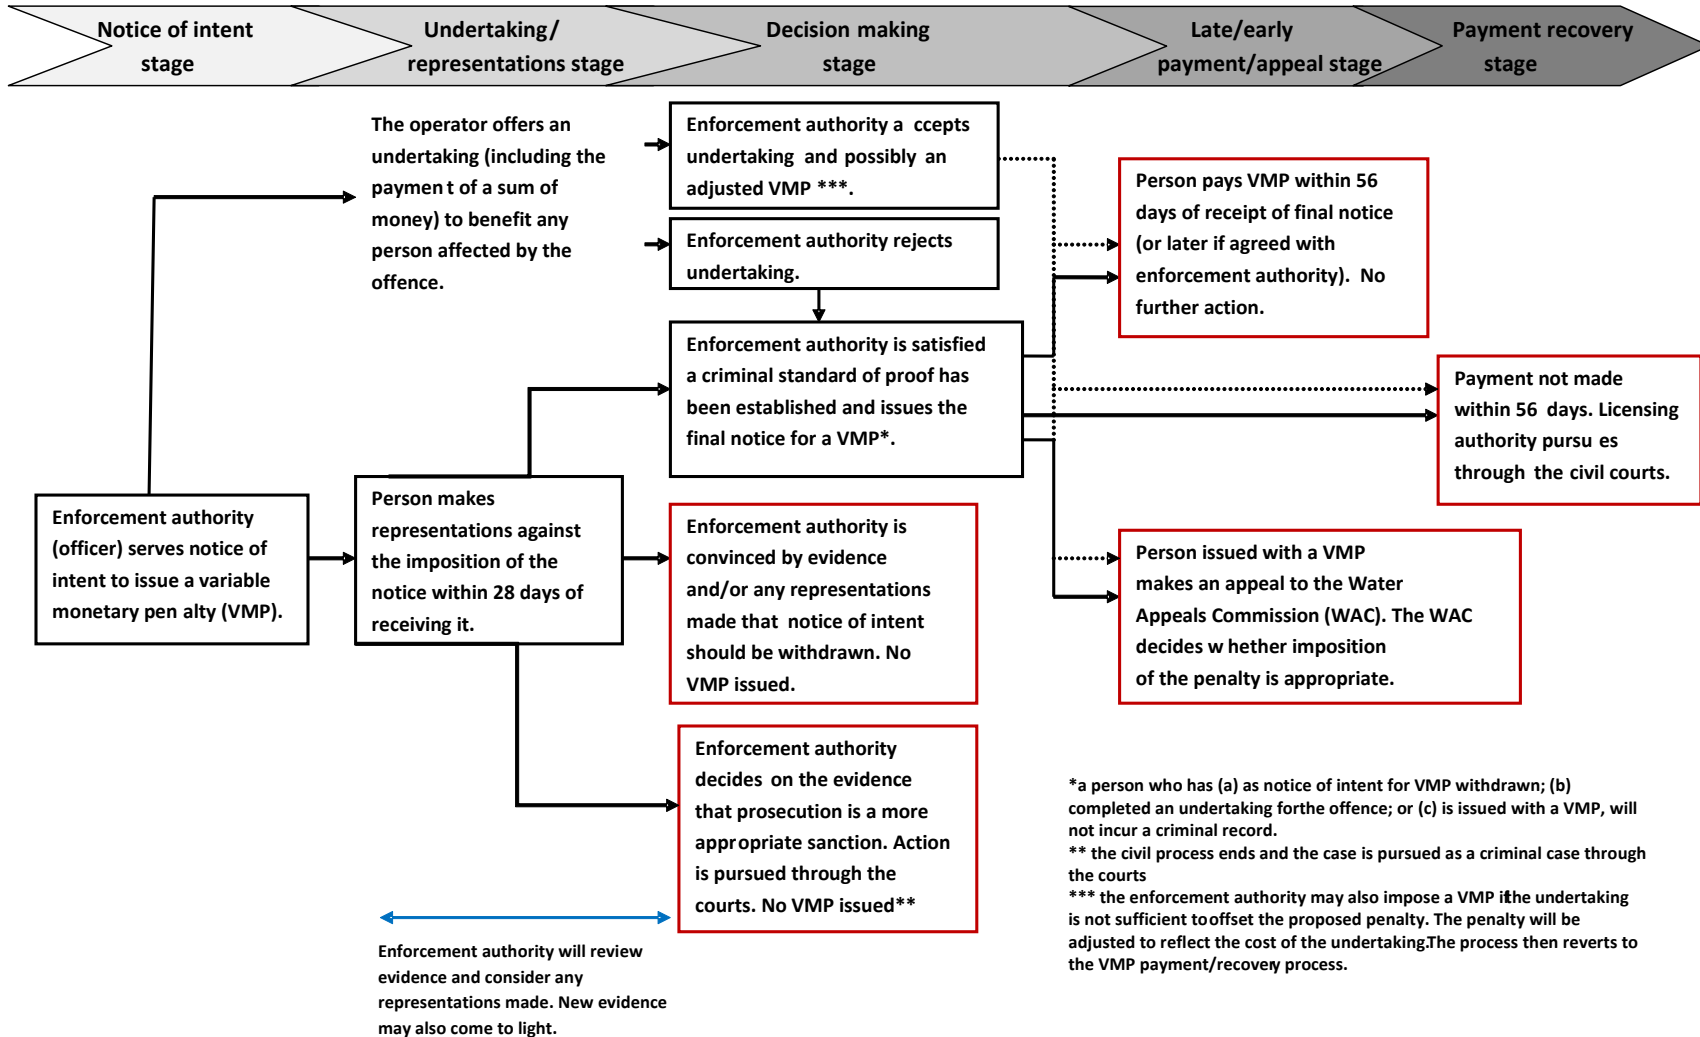 Notice of intent
stage
Undertaking/
representations stage
Decision making
stage
Late/early
payment/appeal stage
Payment recovery
stage
The operator offers an
undertaking (including the
paymen t of a sum of
money) to benefit any
person affected by the
offence.
Enforcement authority a ccepts
undertaking and possibly an
adjusted VMP ***.
Enforcement authority rejects
undertaking.
Enforcement authority is satisfied
a criminal standard of proof has
been established and issues the
final notice for a VMP*.
Person pays VMP within 56
days of receipt of final notice
(or later if agreed with
enforcement authority). No
further action.
Payment not made
within 56 days. Licensing
authority pursu es
through the civil courts.
Enforcement authority
(officer) serves notice of
intent to issue a variable
monetary pen alty (VMP).
Person makes
representations against
the imposition of the
notice within 28 days of
receiving it.
Enforcement authority is
convinced by evidence
and/or any representations
made that notice of intent
should be withdrawn. No
VMP issued.
Person issued with a VMP
makes an appeal to the Water
Appeals Commission (WAC). The WAC
decides w hether imposition
of the penalty is appropriate.
Enforcement authority
decides on the evidence
that prosecution is a more
appropriate sanction. Action
is pursued through the
courts. No VMP issued**
Enforcement authority will review
evidence and consider any
representations made. New evidence
may also come to light.
*a person who has (a) as notice of intent for VMP withdrawn; (b)
completed an undertaking forthe offence; or (c) is issued with a VMP, will
not incur a criminal record.
** the civil process ends and the case is pursued as a criminal case through
the courts
*** the enforcement authority may also impose a VMP if the undertaking
is not sufficient to offset the proposed penalty. The penalty will be
adjusted to reflect the cost of the undertaking.The process then reverts to
the VMP payment/recovery process.